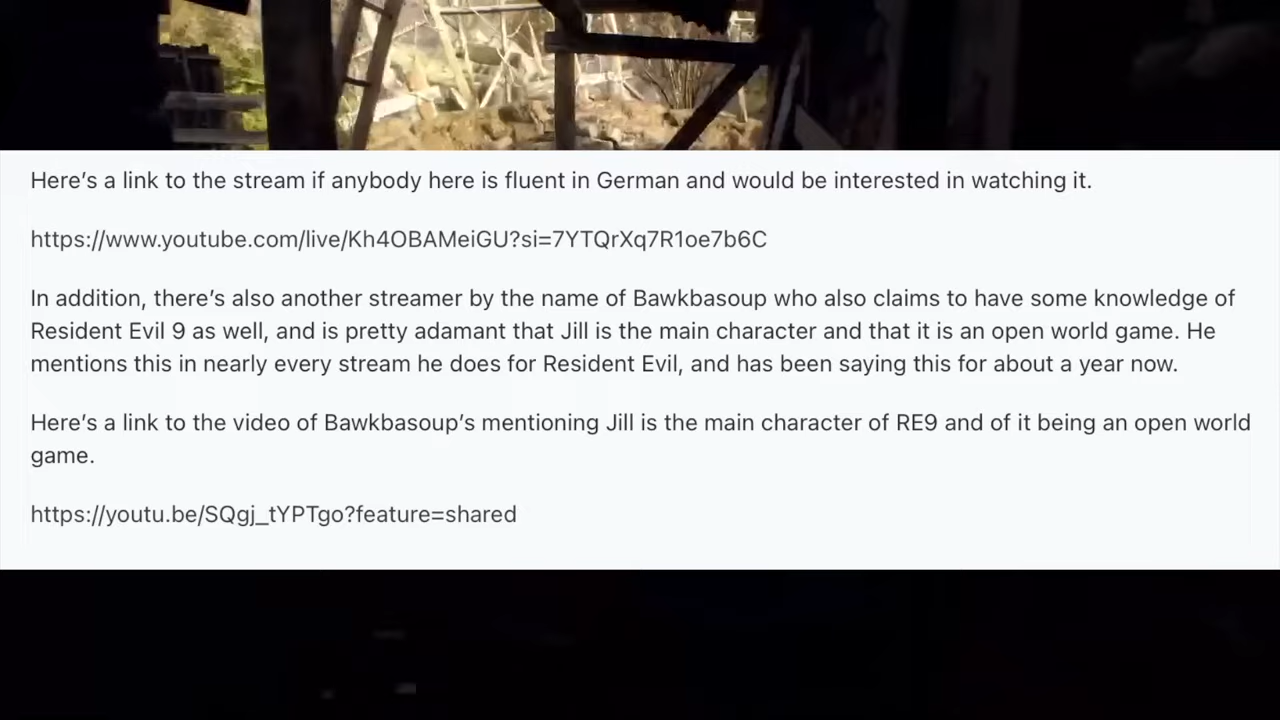 Here’s a link to the stream if anybody here is fluent in German and would be interested in watching it.
https://www.youtube.com/live/Kh4OBAMeiGU?si=7YTQrXq7R1oe7b6C
In addition, there’s also another streamer by the name of Bawkbasoup who also claims to have some knowledge of
Resident Evil 9 as well, and is pretty adamant that Jill is the main character and that it is an open world game. He
mentions this in nearly every stream he does for Resident Evil, and has been saying this for about a year now.
Here’s a link to the video of Bawkbasoup’s mentioning Jill is the main character of RE9 and of it being an open world
game.
https://youtu.be/SQgj_tYPTgo?feature=shared